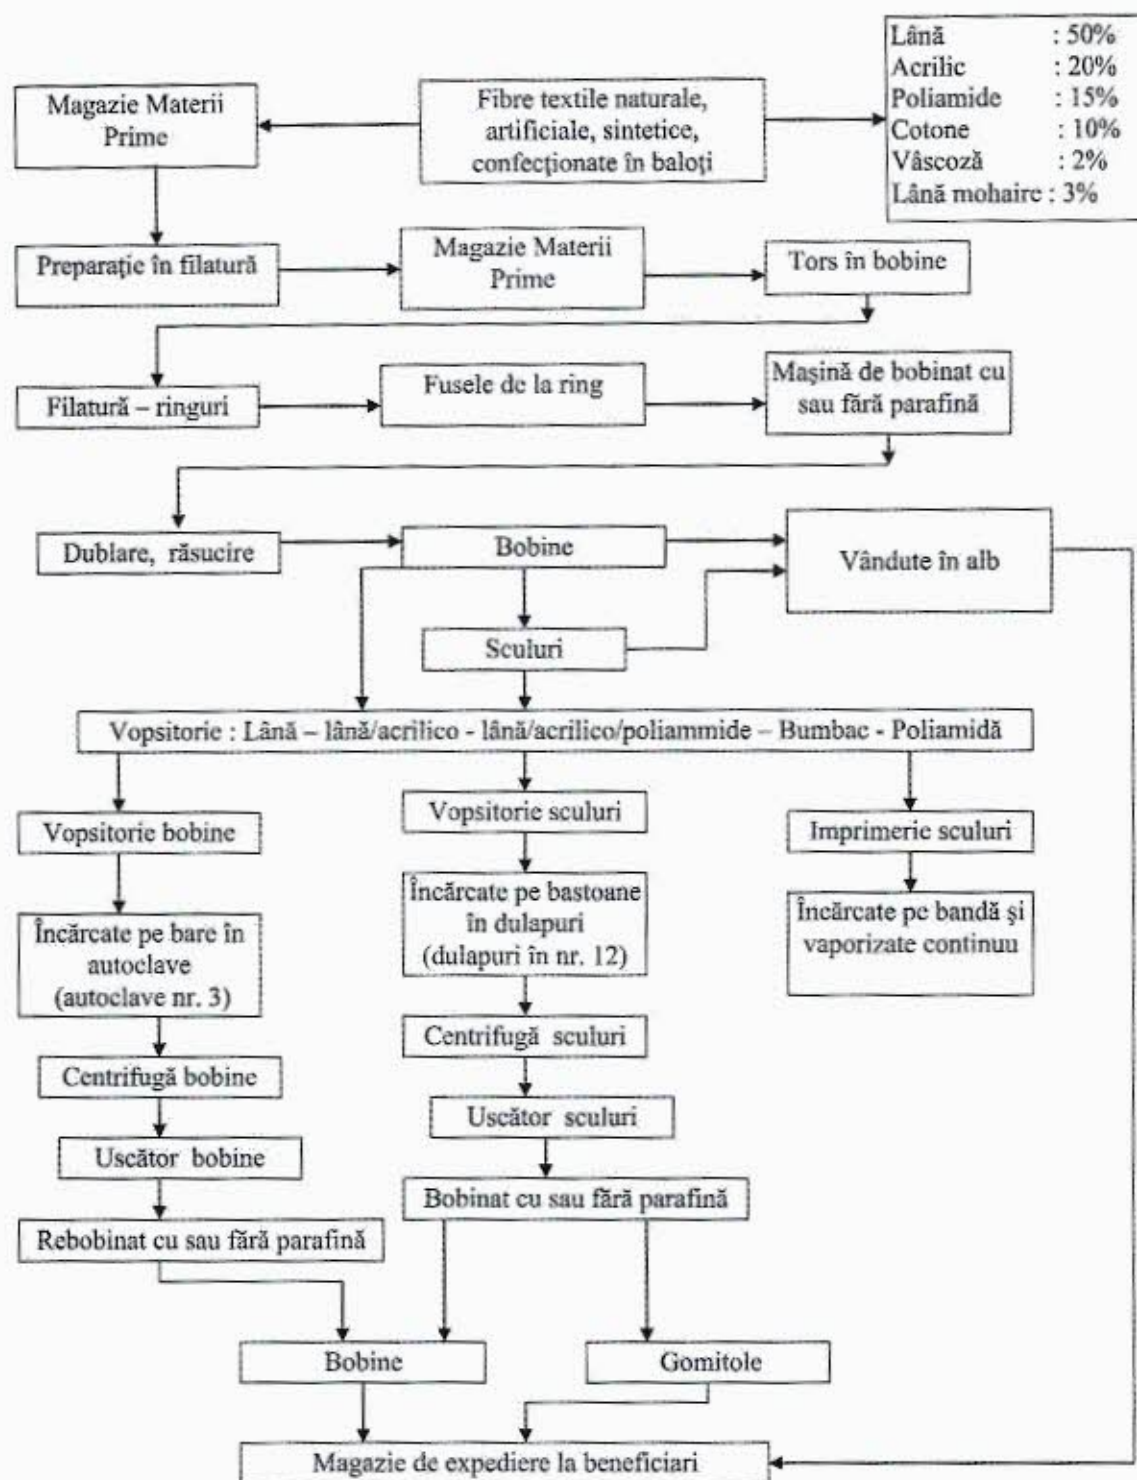 Lână : 50%
Acrilic : 20%
Poliamide : 15%
Cotone : 10%
Vâscoză : 2%
Lână mohaire : 3%
Magazie Materii
Prime
Fibre textile naturale,
artificiale, sintetice,
confecţionate în baloţi
Preparaţie în filatură
Magazie Materii
Prime
Tors în bobine
Filatură – ringuri
Fusele de la ring
Maşină de bobinat cu
sau fără parafină
Dublare, răsucire
Bobine
Vândute în alb
Sculuri
Vopsitorie : Lână – lână/acrilico - lână/acrilico/poliammide – Bumbac - Poliamidă
Vopsitorie bobine
Vopsitorie sculuri
Imprimerie sculuri
Încărcate pe bare în
autoclave
(autoclave nr. 3)
Încărcate pe bastoane
în dulapuri
(dulapuri în nr. 12)
Încărcate pe bandă şi
vaporizate continuu
Centrifugă bobine
Centrifugă sculuri
Uscător bobine
Uscător sculuri
Rebobinat cu sau fără parafină
Bobinat cu sau fără parafină
Bobine
Gomitole
Magazie de expediere la beneficiari